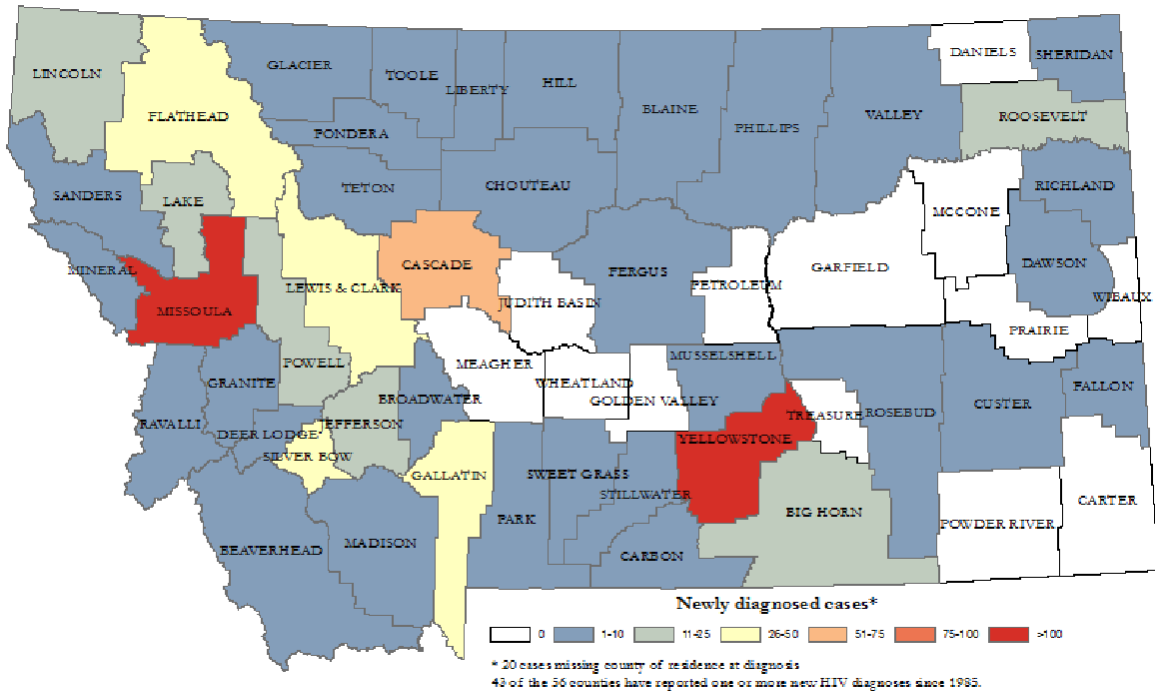 DANIELS
SHERIDAN
LINCOLN
GLACIER
TOOLE
LIBERTY
HILL
BLAINE
PHILLIPS
VALLEY
ROOSEVELT
FLATHEAD
PONDERA
TETON
CHOUTEAU
SANDERS
LAKE
RICHLAND
MCCONE
MINERAL
MISSOULA
LEWIS & CLARK
CASCADE
JUDITH BASIN
FERGUS
PETROLEUM
GARFIELD
DAWSON
WIBAUX
PRAIRIE
POWELL
MEAGHER
WHEATLAND
GOLDEN VALLEY
MUSSELSHELL
GRANITE
BROADWATER
RAVALLI
DEER LODGE
JEFFERSON
SILVER BOW
TREASURE
ROSEBUD
CUSTER
FALLON
YELLOWSTONE
GALLATIN
SWEET GRASS
STILLWATER
PARK
BIG HORN
CARTER
POWDER RIVER
BEAVERHEAD
MADISON
CARBON
Newly diagnosed cases*
0 1-10 11-25 26-50 51-75 75-100 >100
* 20 cases missing county of residence at diagnosis
43 of the 56 counties have reported one or more new HIV diagnoses since 1985.